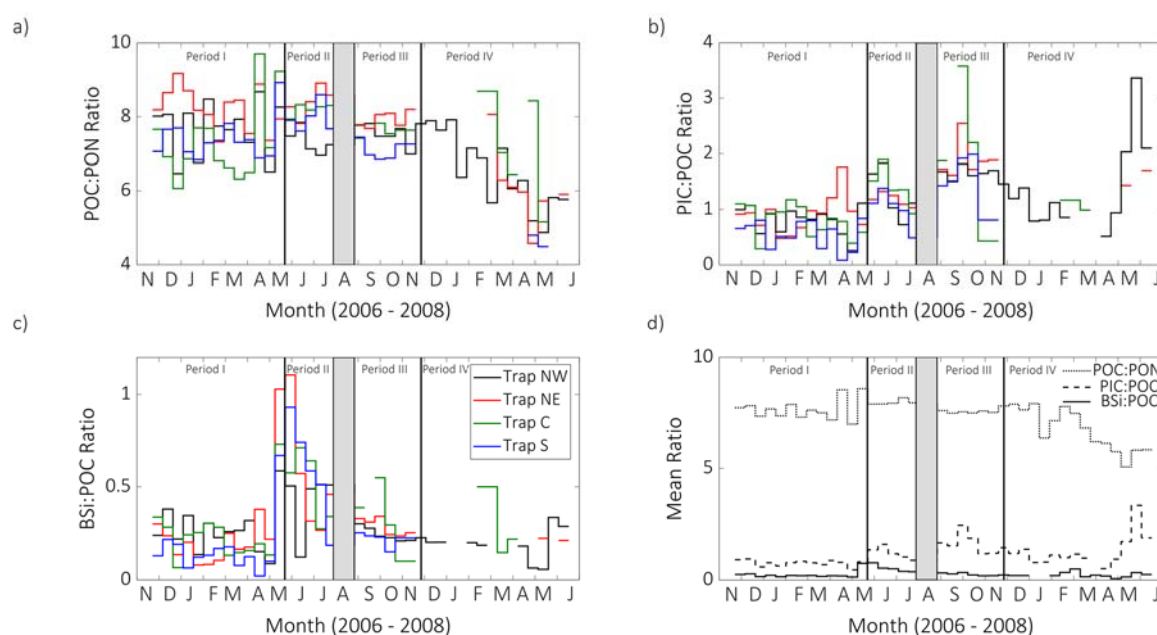 a)
10
8
6
4
POC:PON Ratio
Period I
Period II
Period III
Period IV
N D J F M A M J J A S O N D J F M A M J
Month (2006 - 2008)
b)
4
3
2
1
0
PIC:POC Ratio
Period I
Period II
Period III
Period IV
N D J F M A M J J A S O N D J F M A M J
Month (2006 - 2008)
c)
1
0.5
0
BSi:POC Ratio
Period I
Period II
Period III
Period IV
Trap NW
Trap NE
Trap C
Trap S
N D J F M A M J J A S O N D J F M A M J
Month (2006 - 2008)
d)
10
5
0
Mean Ratio
Period I
Period II
Period III
Period IV
POC:PON
PIC:POC
BSi:POC
N D J F M A M J J A S O N D J F M A M J
Month (2006 - 2008)